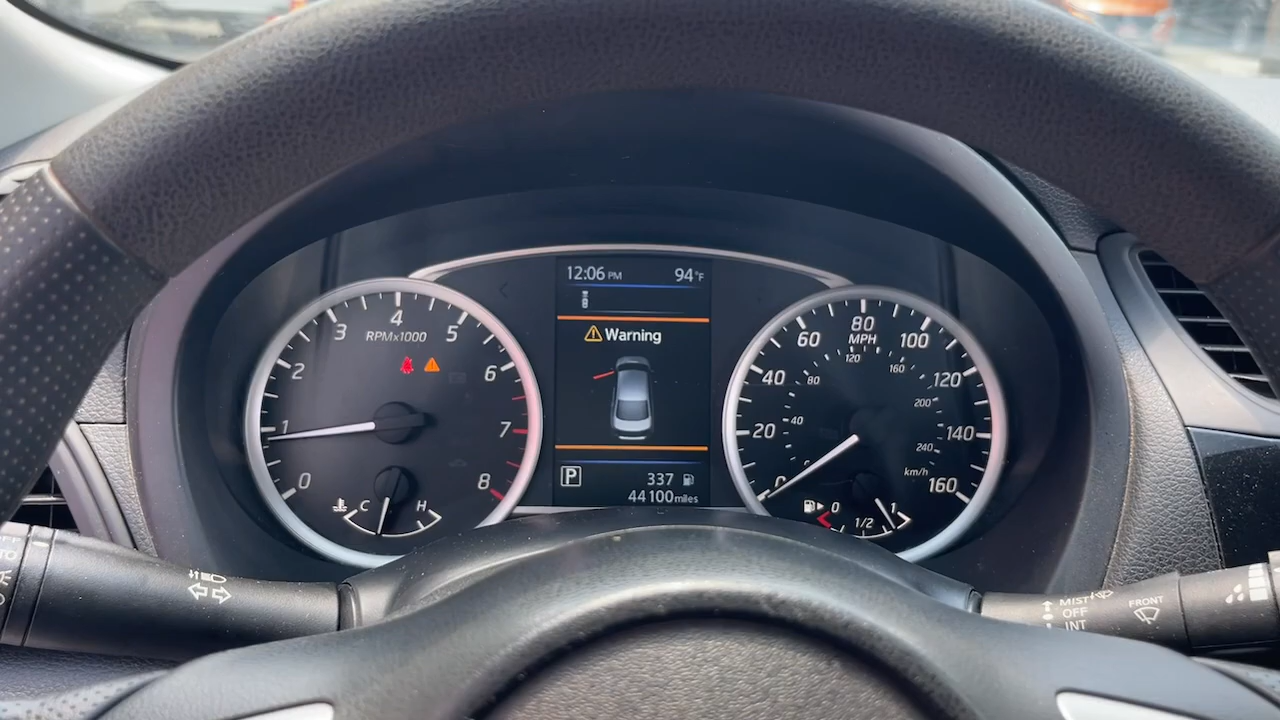 12:06 PM 94°F
Warning
P
337
44100 miles
0
1
2
3
4
5
6
7
8
RPMx1000
C H
0
20
40
60
80
100
120
140
160
MPH
40
80
120
160
200
240
km/h
0 1/2 1
MIST
OFF
INT
FRONT